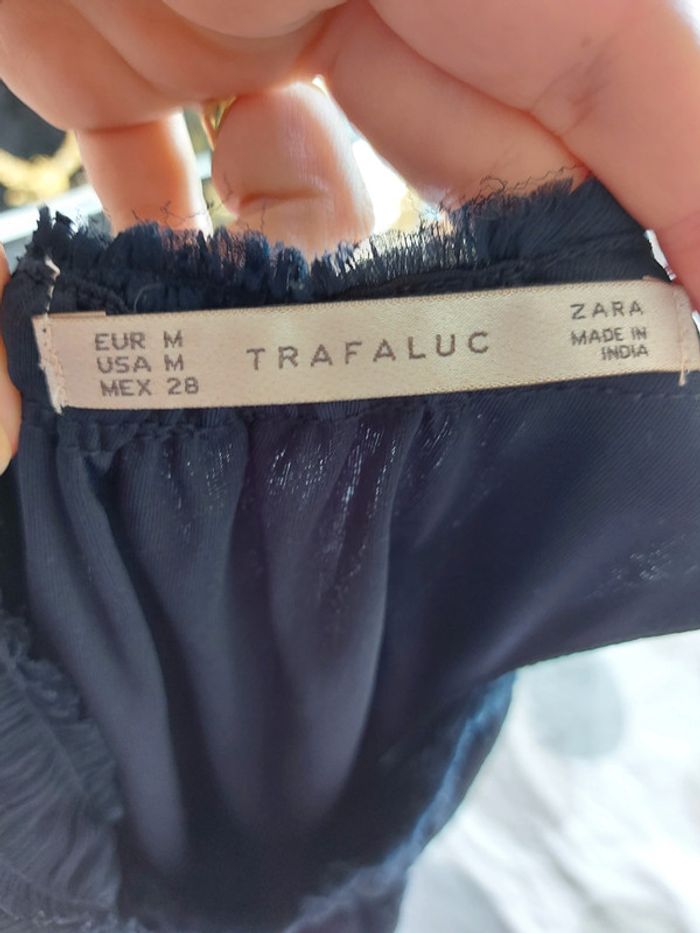 EUR M
USA M
MEX 28
TRAFALUC
ZARA
MADE IN
INDIA